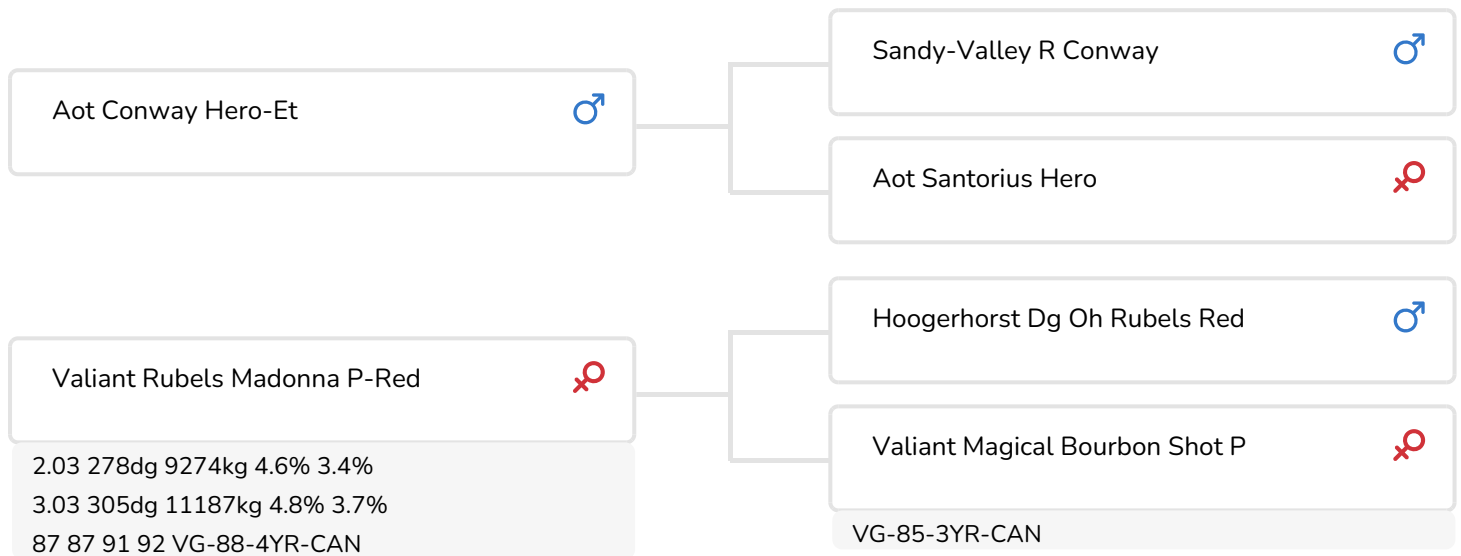 Sandy-Valley R Conway
Aot Conway Hero-Et
Aot Santorius Hero
Hoogerhorst Dg Oh Rubels Red
Valiant Rubels Madonna P-Red
2.03 278dg 9274kg 4.6% 3.4%
3.03 305dg 11187kg 4.8% 3.7%
87 87 91 92 VG-88-4YR-CAN
Valiant Magical Bourbon Shot P
VG-85-3YR-CAN